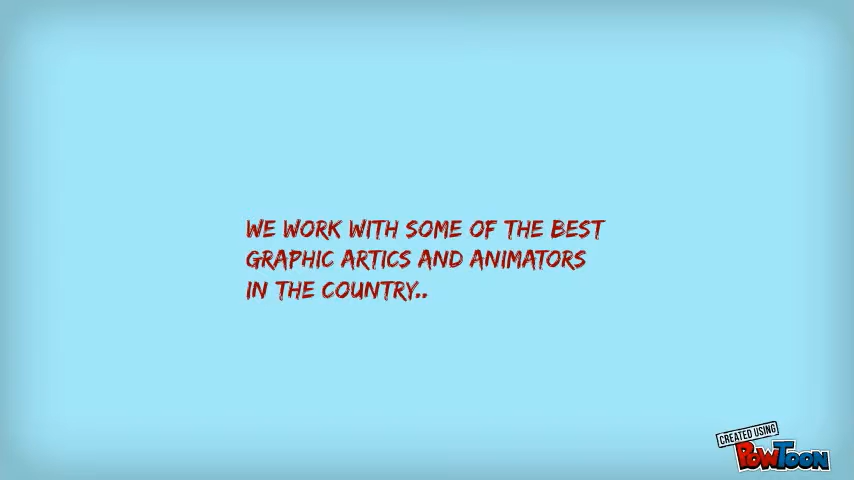 WE WORK WITH SOME OF THE BEST
GRAPHIC ARTICS AND ANIMATORS
IN THE COUNTRY..
CREATED USING
POWTOON